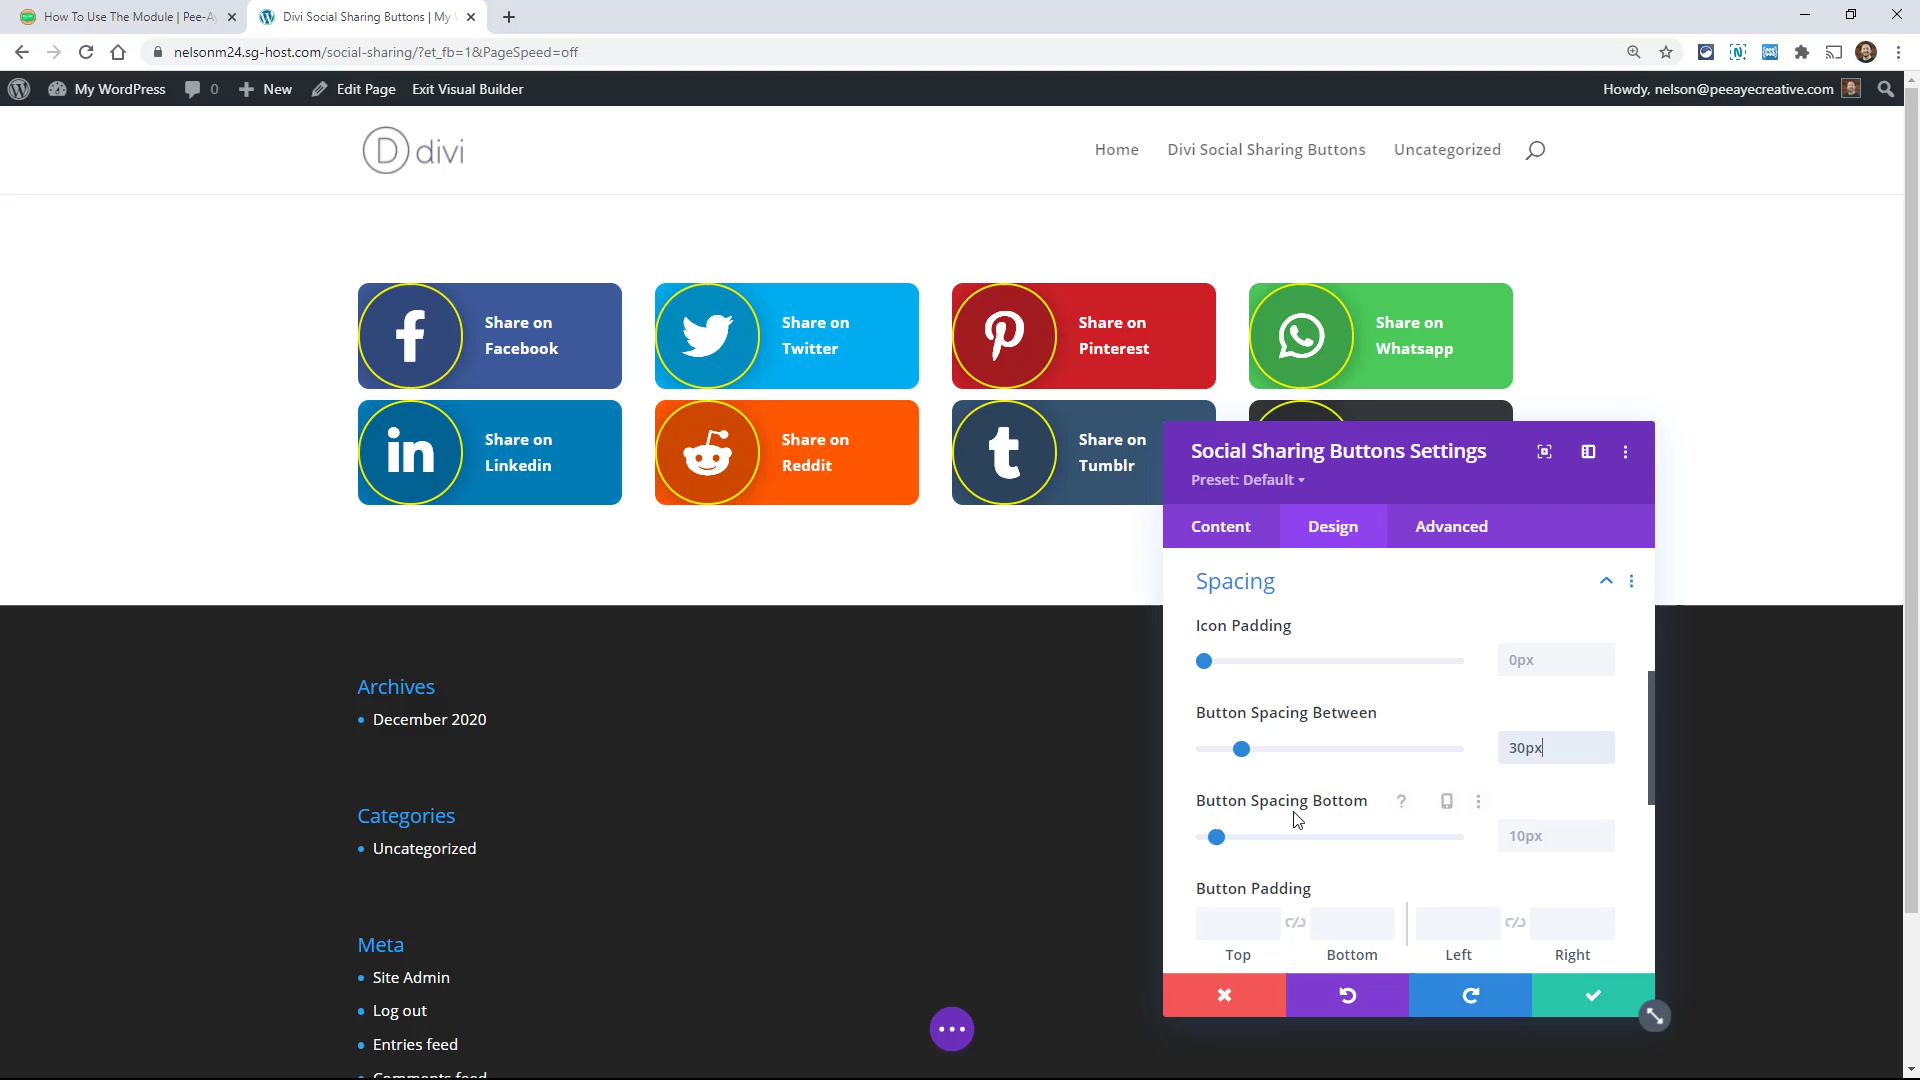 How To Use The Module | Pee-Ay
Divi Social Sharing Buttons | My
nelsonm24.sg-host.com/social-sharing/?et_fb=1&PageSpeed=off
My WordPress
0
New
Edit Page
Exit Visual Builder
Howdy, nelson@peeayecreative.com
D divi
Home
Divi Social Sharing Buttons
Uncategorized
Share on
Facebook
Share on
Twitter
Share on
Pinterest
Share on
Whatsapp
Share on
Linkedin
Share on
Reddit
Share on
Tumblr
Social Sharing Buttons Settings
Preset: Default
Content
Design
Advanced
Spacing
Icon Padding
0px
Button Spacing Between
30px
Button Spacing Bottom
?
10px
Button Padding
Top
Bottom
Left
Right
Archives
December 2020
Categories
Uncategorized
Meta
Site Admin
Log out
Entries feed
Comments feed